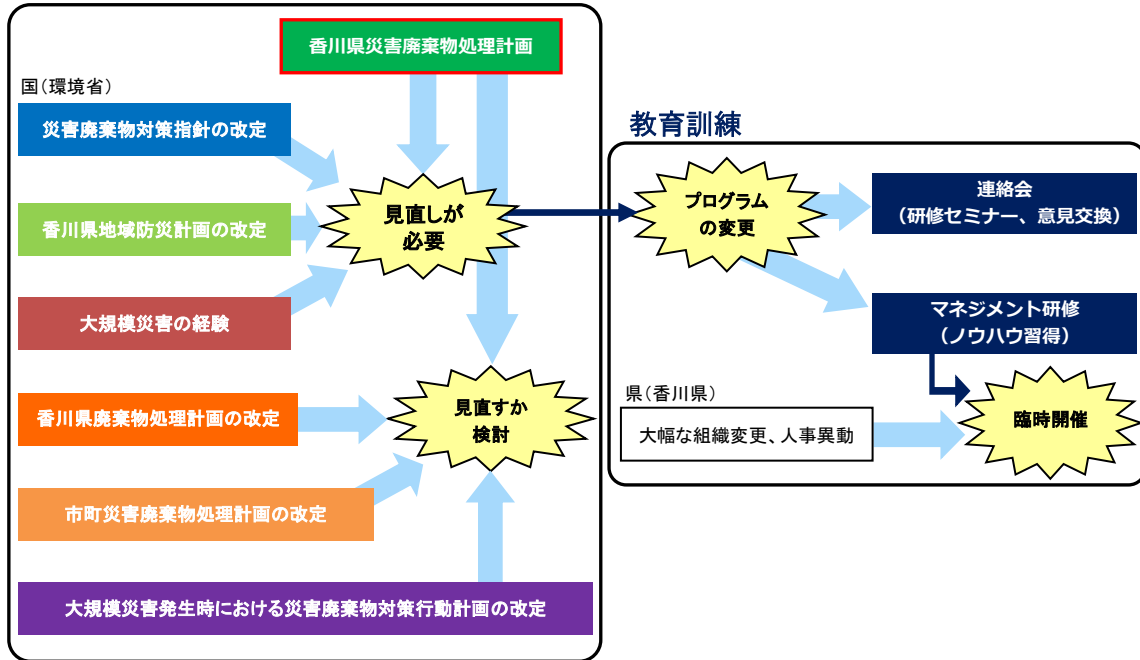 香川県災害廃棄物処理計画
国(環境省)
災害廃棄物対策指針の改定
香川県地域防災計画の改定
大規模災害の経験
見直しが
必要
香川県廃棄物処理計画の改定
市町災害廃棄物処理計画の改定
見直すか
検討
大規模災害発生時における災害廃棄物対策行動計画の改定
教育訓練
プログラム
の変更
連絡会
(研修セミナー、意見交換)
マネジメント研修
(ノウハウ習得)
県(香川県)
大幅な組織変更、人事異動
臨時開催